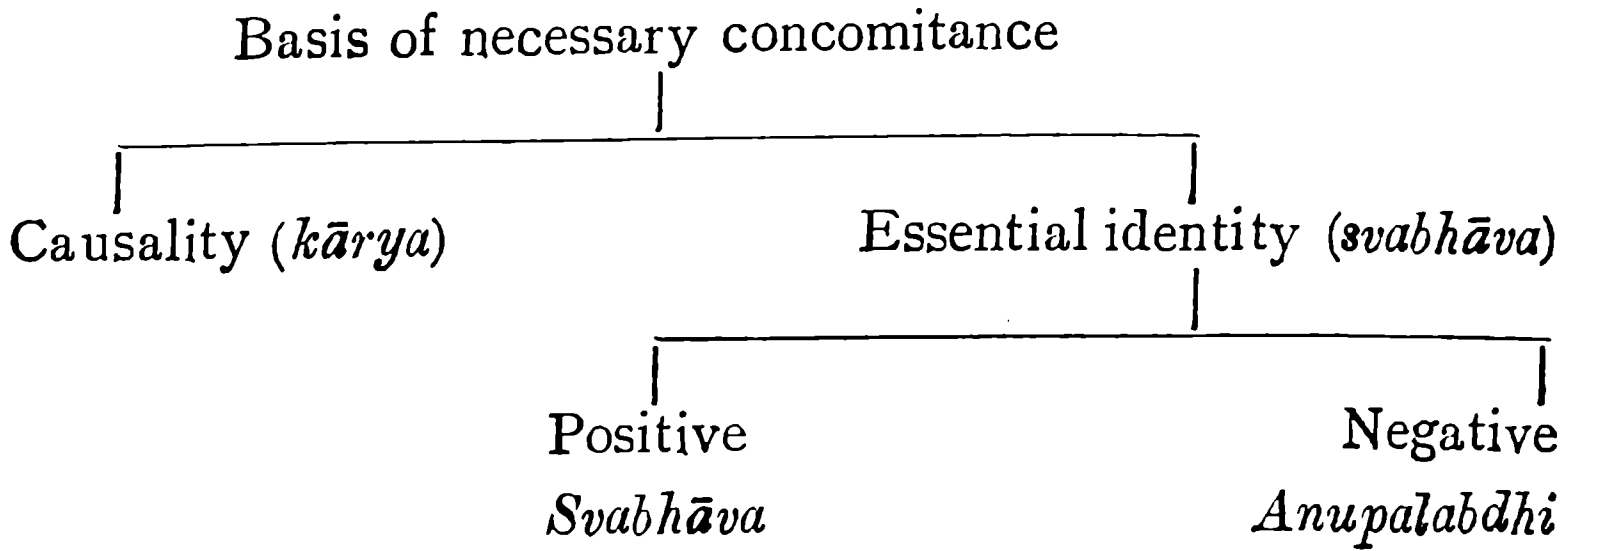 Basis of necessary concomitance
Causality (kārya)
Essential identity (svabhāva)
Positive
Negative
Svabhāva
Anupalabdhi